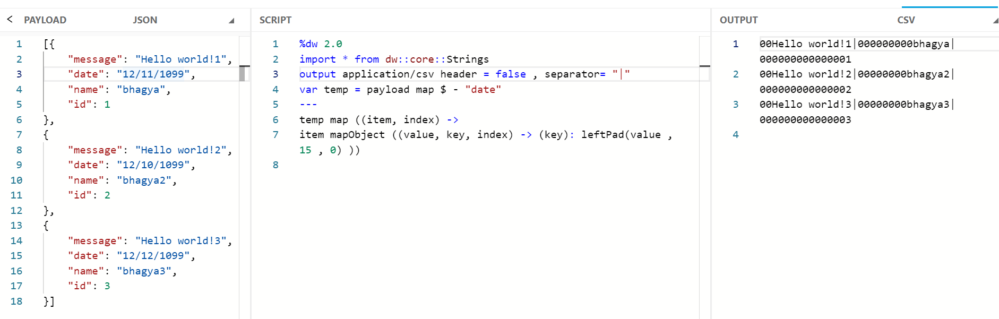 < PAYLOAD JSON
1 [{
2 "message": "Hello world!1",
3 "date": "12/11/1099",
4 "name": "bhagya",
5 "id": 1
6 },
7 {
8 "message": "Hello world!2",
9 "date": "12/10/1099",
10 "name": "bhagya2",
11 "id": 2
12 },
13 {
14 "message": "Hello world!3",
15 "date": "12/12/1099",
16 "name": "bhagya3",
17 "id": 3
18 }]
SCRIPT
1 %dw 2.0
2 import * from dw::core::Strings
3 output application/csv header = false , separator= "|"
4 var temp = payload map $ - "date"
5 ---
6 temp map ((item, index) ->
7 item mapObject ((value, key, index) -> (key): leftPad(value ,
15 , 0) ))
8
OUTPUT CSV
1 00Hello world!1|000000000bhagya|
000000000000001
2 00Hello world!2|00000000bhagya2|
000000000000002
3 00Hello world!3|00000000bhagya3|
000000000000003
4